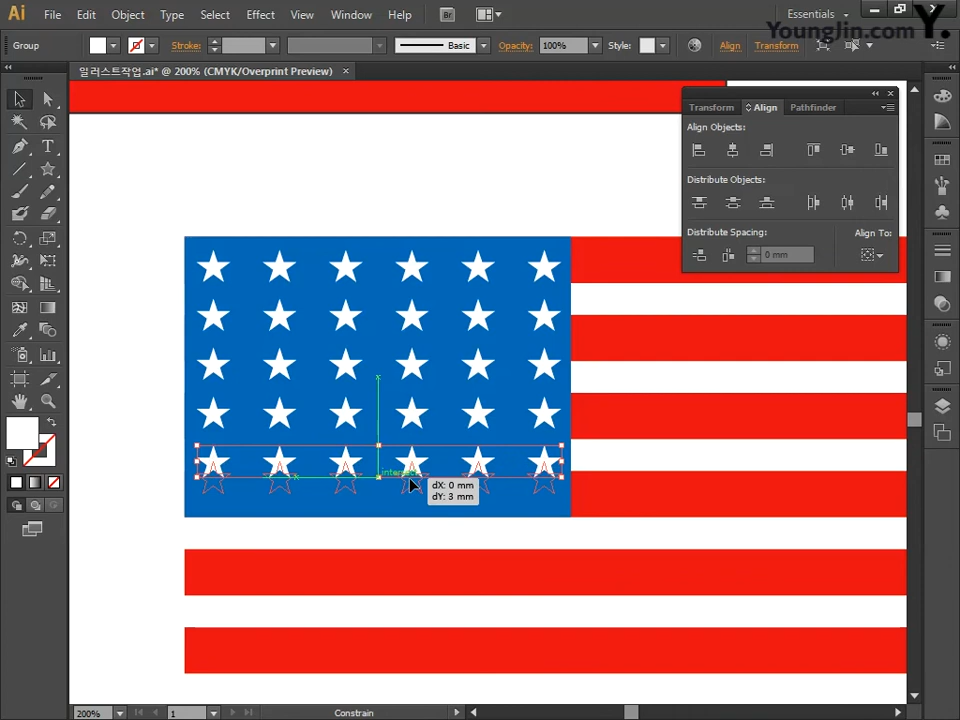 Ai File Edit Object Type Select Effect View Window Help Br Essentials
YoungJin.com Y.
Group Stroke: Basic Opacity: 100% Style: Align Transform
일러스트작업.ai* @ 200% (CMYK/Overprint Preview)
Transform Align Pathfinder
Align Objects:
Distribute Objects:
Distribute Spacing: Align To:
0 mm
intersect
dX: 0 mm
dY: 3 mm
200% 1 Constrain